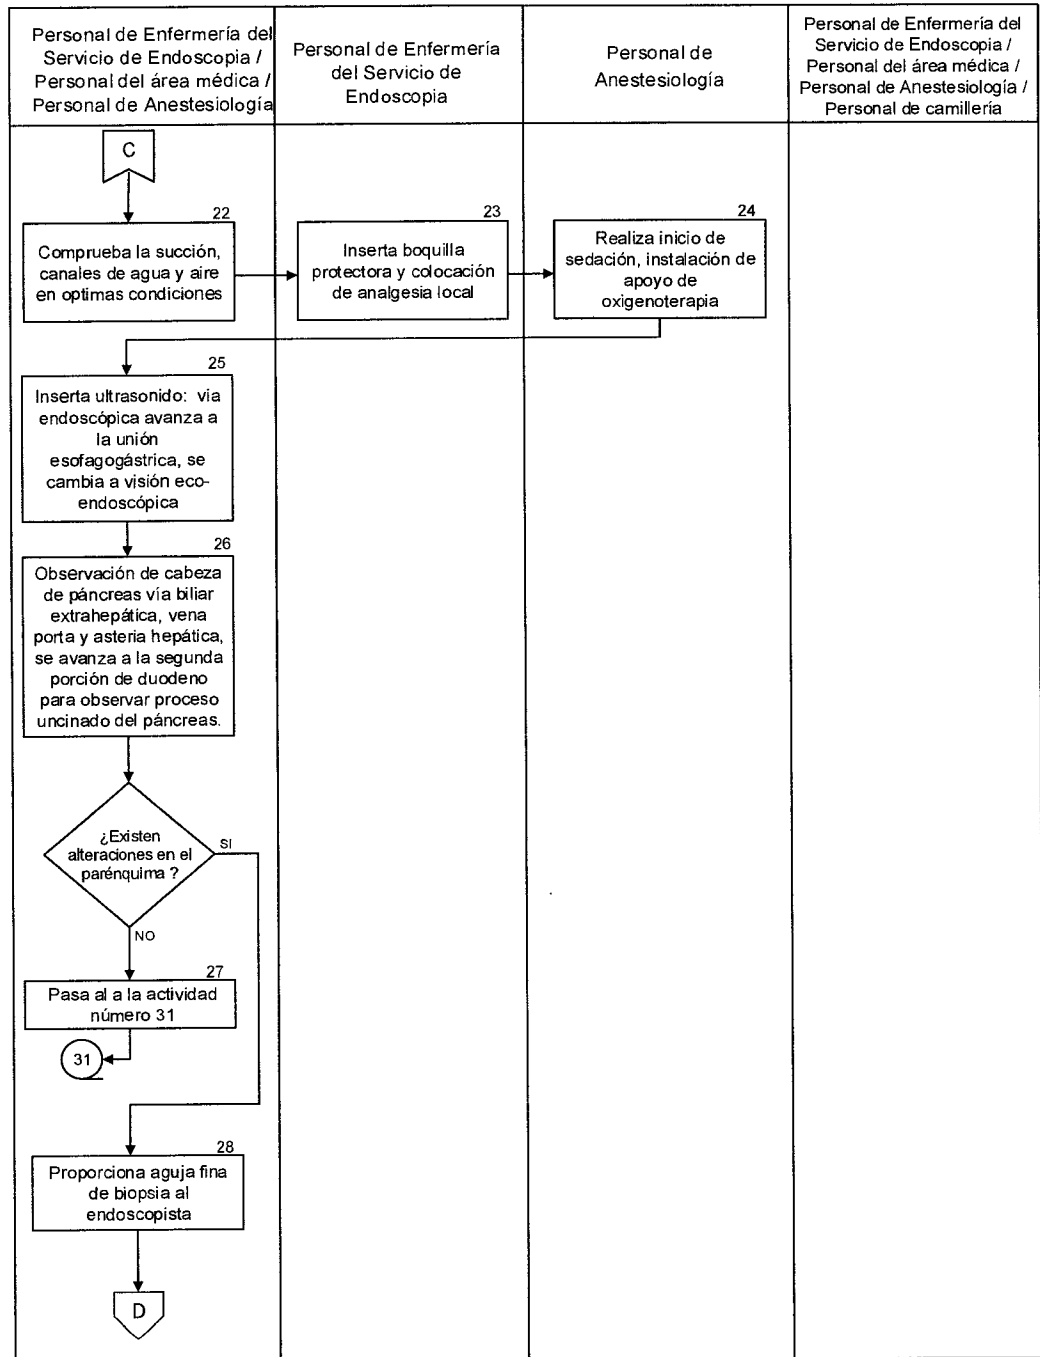 Personal de Enfermería del
Servicio de Endoscopia /
Personal del área médica /
Personal de Anestesiología
Personal de Enfermería
del Servicio de
Endoscopia
Personal de
Anestesiología
Personal de Enfermería del
Servicio de Endoscopia /
Personal del área médica /
Personal de Anestesiología /
Personal de camillería
C
22
Comprueba la succión,
canales de agua y aire
en optimas condiciones
23
Inserta boquilla
protectora y colocación
de analgesia local
24
Realiza inicio de
sedación, instalación de
apoyo de
oxigenoterapia
25
Inserta ultrasonido: via
endoscópica avanza a
la unión
esofagogástrica, se
cambia a visión eco-
endoscópica
26
Observación de cabeza
de páncreas vía biliar
extrahepática, vena
porta y asteria hepática,
se avanza a la segunda
porción de duodeno
para observar proceso
uncinado del páncreas.
¿Existen
alteraciones en el
parénquima ?
SI
NO
27
Pasa al a la actividad
número 31
31
28
Proporciona aguja fina
de biopsia al
endoscopista
D